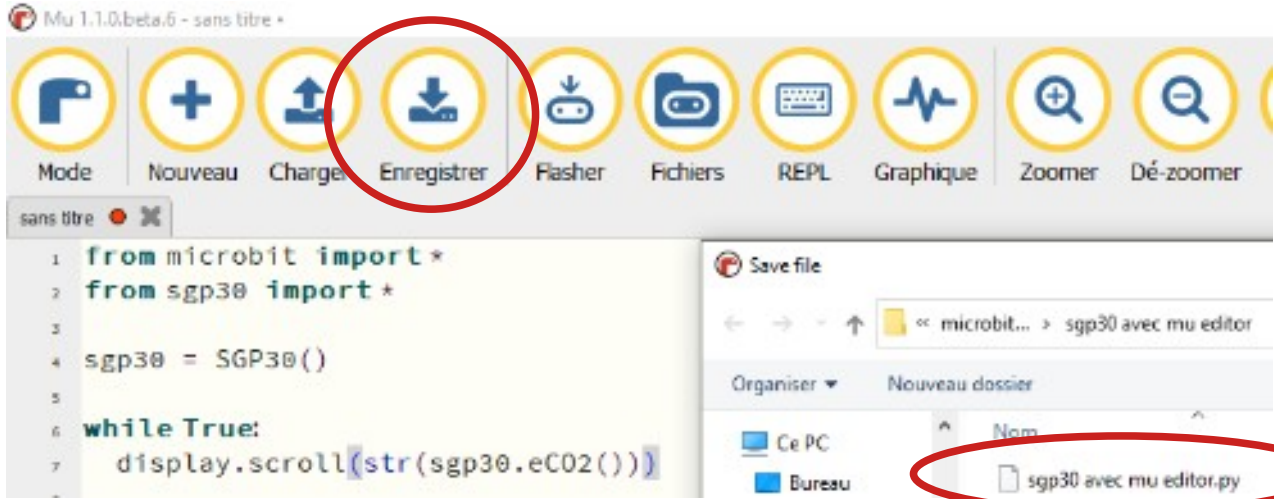 Mu 1.1.0.beta.6 - sans titre •
Mode Nouveau Charger Enregistrer Flasher Fichiers REPL Graphique Zoomer Dé-zoomer
sans titre
1 from microbit import *
2 from sgp30 import *
3
4 sgp30 = SGP30()
5
6 while True:
7 display.scroll(str(sgp30.eCO2()))
Save file
« microbit... > sgp30 avec mu editor
Organiser Nouveau dossier
Nom
Ce PC
sgp30 avec mu editor.py
Bureau